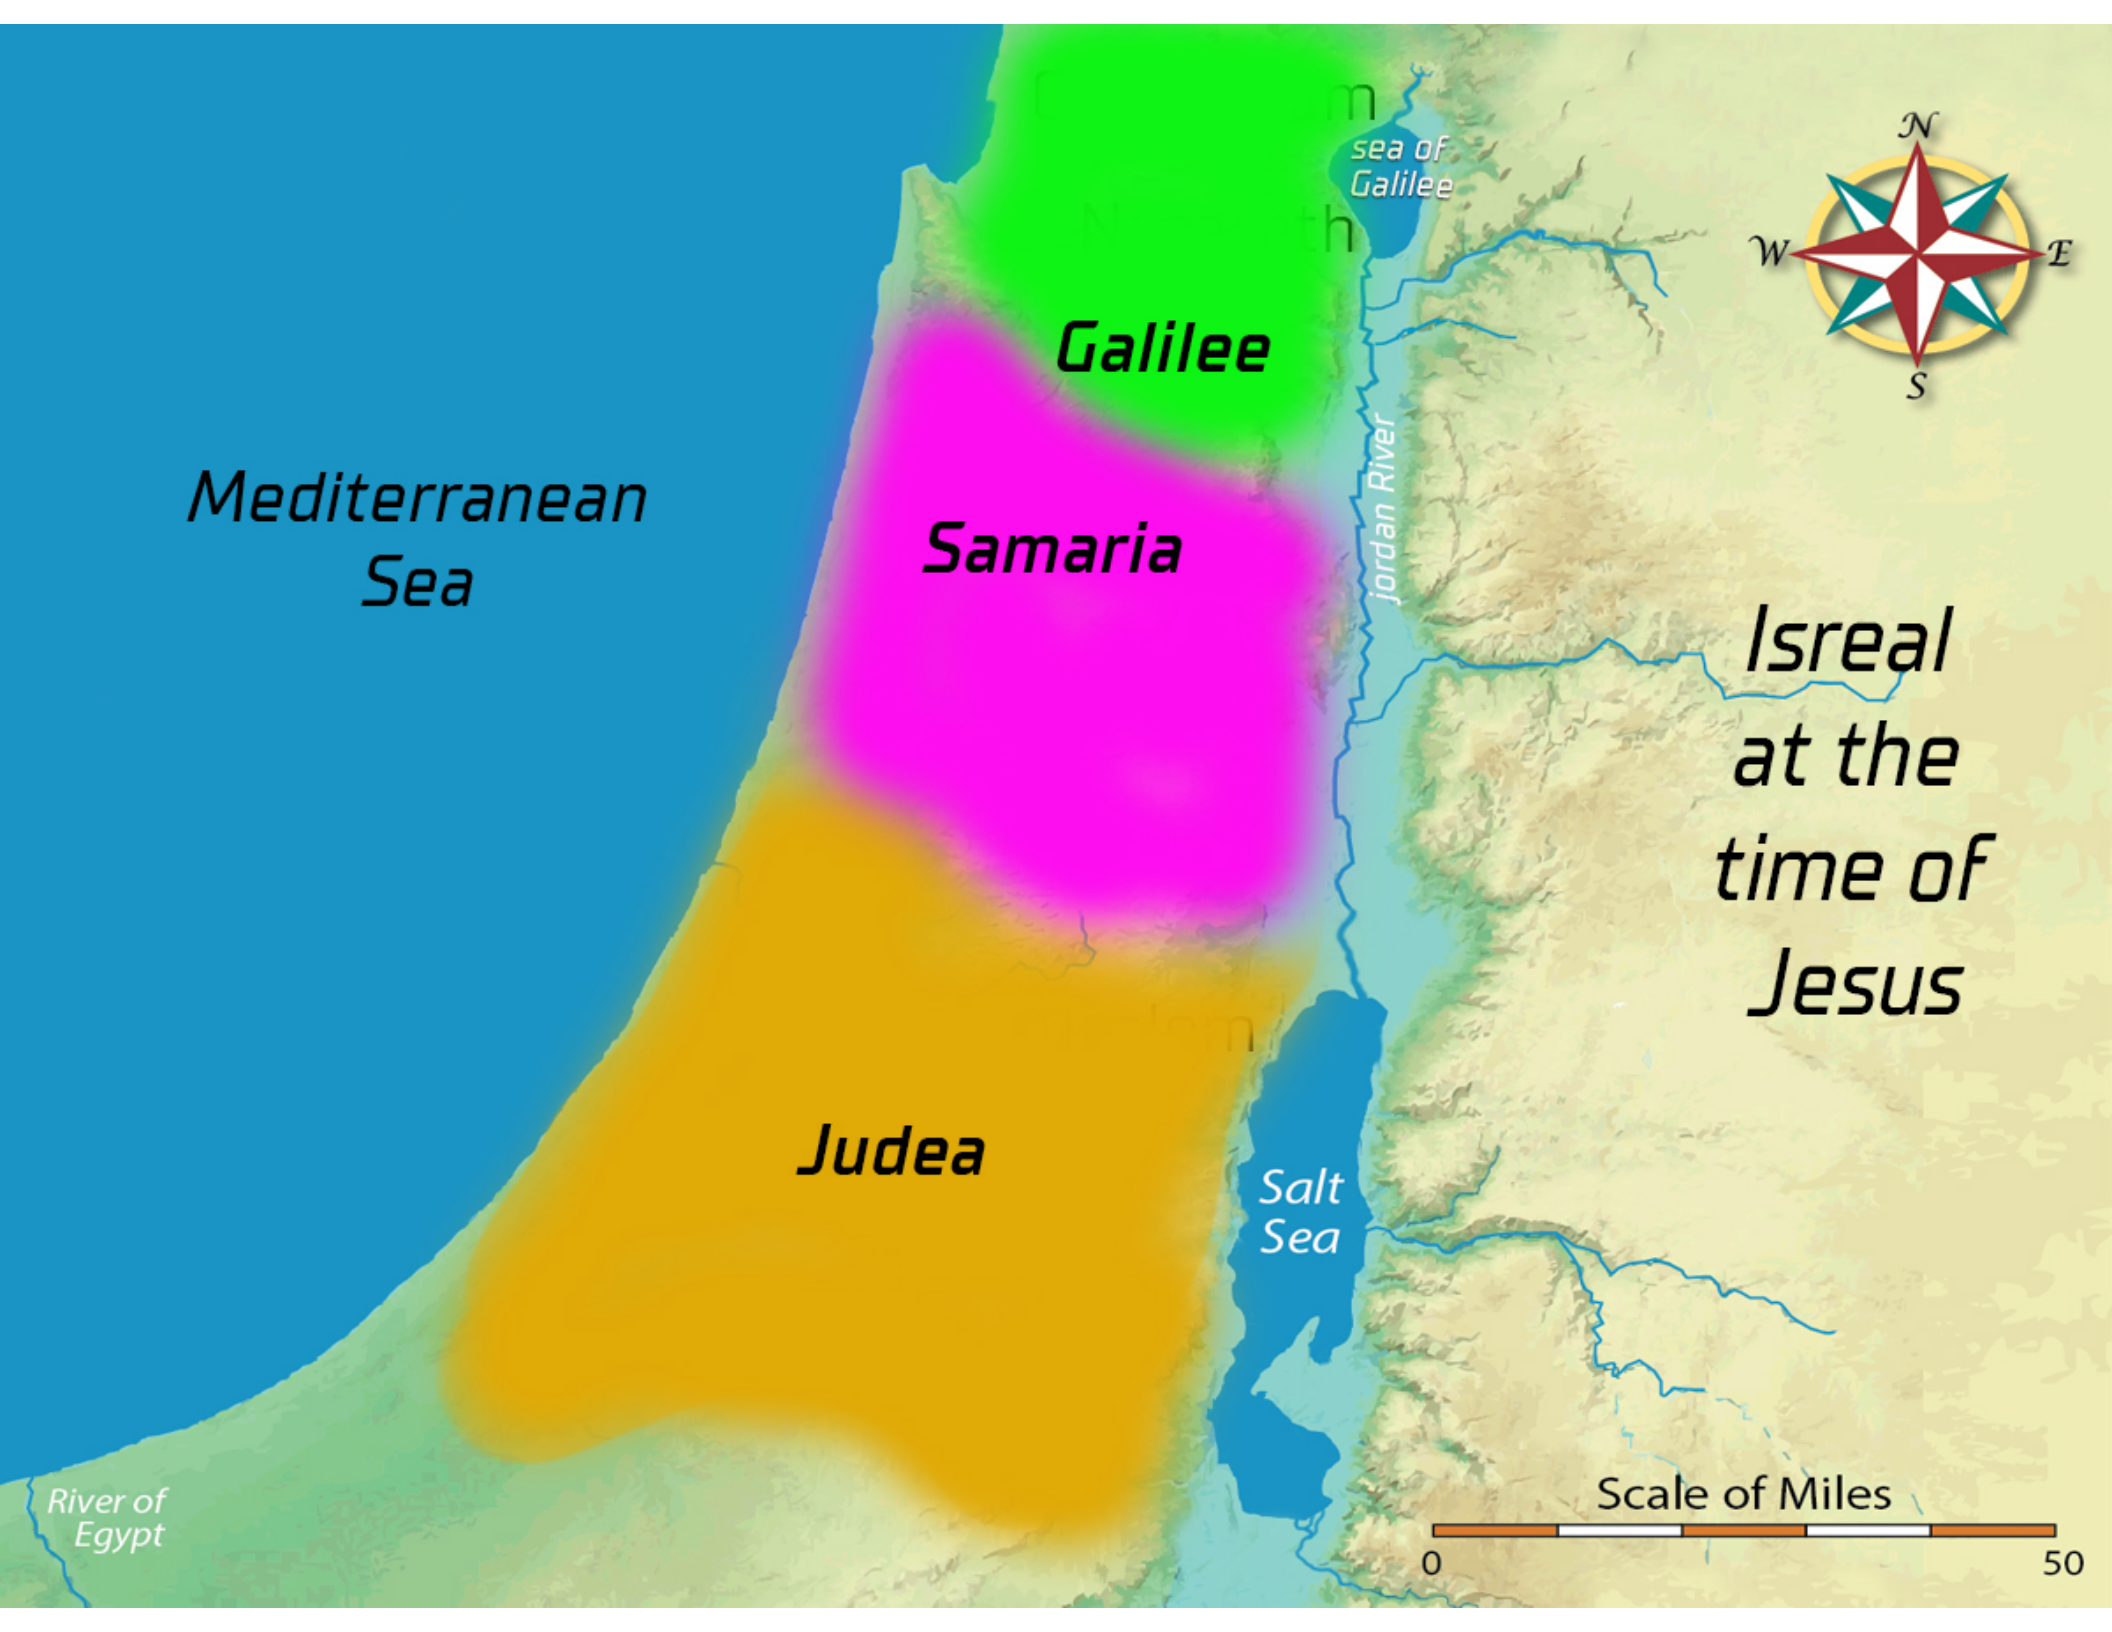 N
W
E
S
sea of
Galilee
Galilee
Mediterranean
Sea
Samaria
jordan River
Isreal
at the
time of
Jesus
Judea
Salt
Sea
River of
Egypt
Scale of Miles
0
50